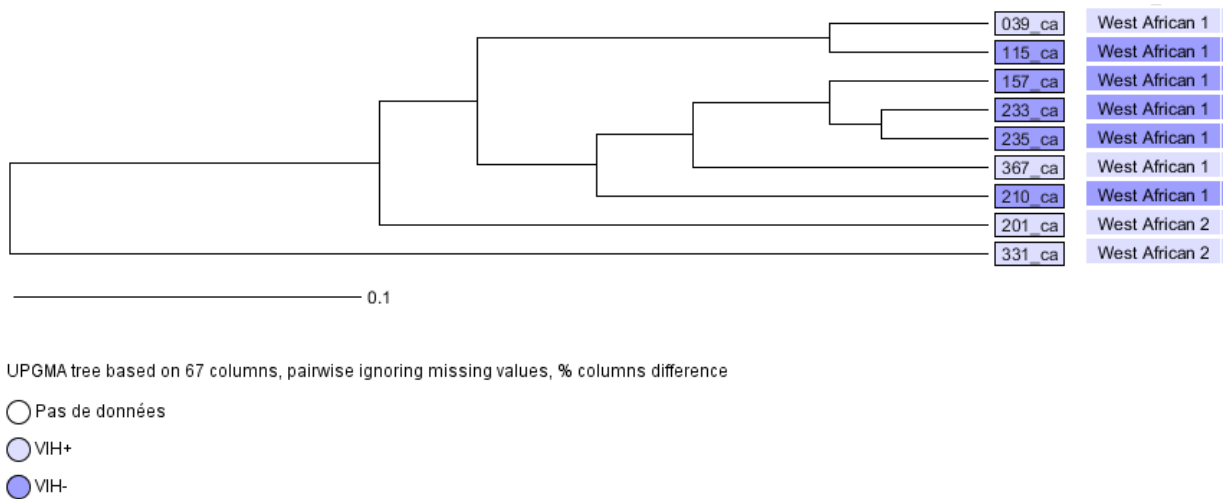 039_ca West African 1
115_ca West African 1
157_ca West African 1
233_ca West African 1
235_ca West African 1
367_ca West African 1
210_ca West African 1
201_ca West African 2
331_ca West African 2
0.1
UPGMA tree based on 67 columns, pairwise ignoring missing values, % columns difference
Pas de données
VIH+
VIH-